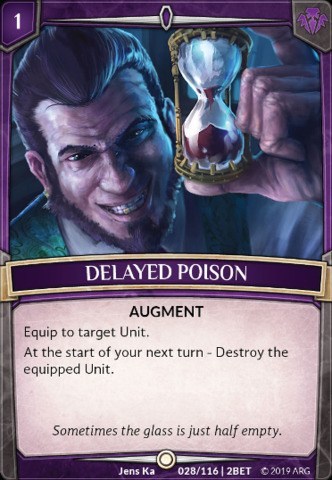 1
DELAYED POISON
AUGMENT
Equip to target Unit.
At the start of your next turn - Destroy the
equipped Unit.
Sometimes the glass is just half empty.
Jens Ka 028/116 | 2BET © 2019 ARG